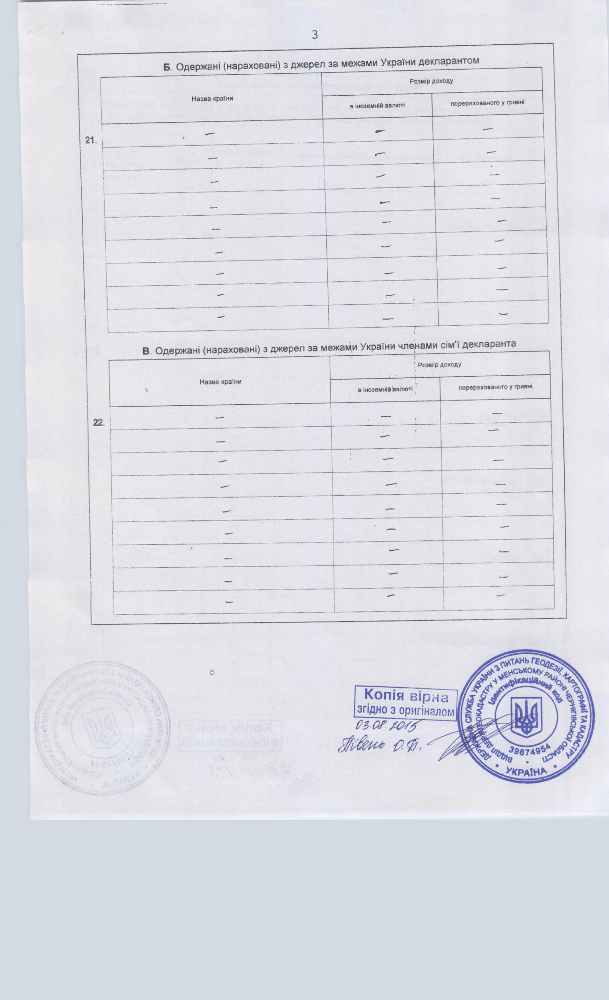 3
Б. Одержані (нараховані) з джерел за межами України декларантом
Назва країни
Розмір доходу
в іноземній валюті
перерахованого у гривні
21.
— — —
— — —
— — —
— — —
— — —
— — —
— — —
— — —
— — —
В. Одержані (нараховані) з джерел за межами України членами сім'ї декларанта
Назва країни
Розмір доходу
в іноземній валюті
перерахованого у гривні
22.
— — —
— — —
— — —
— — —
— — —
— — —
— — —
— — —
— — —
Копія вірна
згідно з оригіналом
03.08.2015
Півень О.П.
ДЕРЖАВНА СЛУЖБА УКРАЇНИ З ПИТАНЬ ГЕОДЕЗІЇ, КАРТОГРАФІЇ ТА КАДАСТРУ
ВІДДІЛ ДЕРЖГЕОКАДАСТРУ У МЕНСЬКОМУ РАЙОНІ ЧЕРНІГІВСЬКОЇ ОБЛАСТІ
Ідентифікаційний код
39874954
* УКРАЇНА *